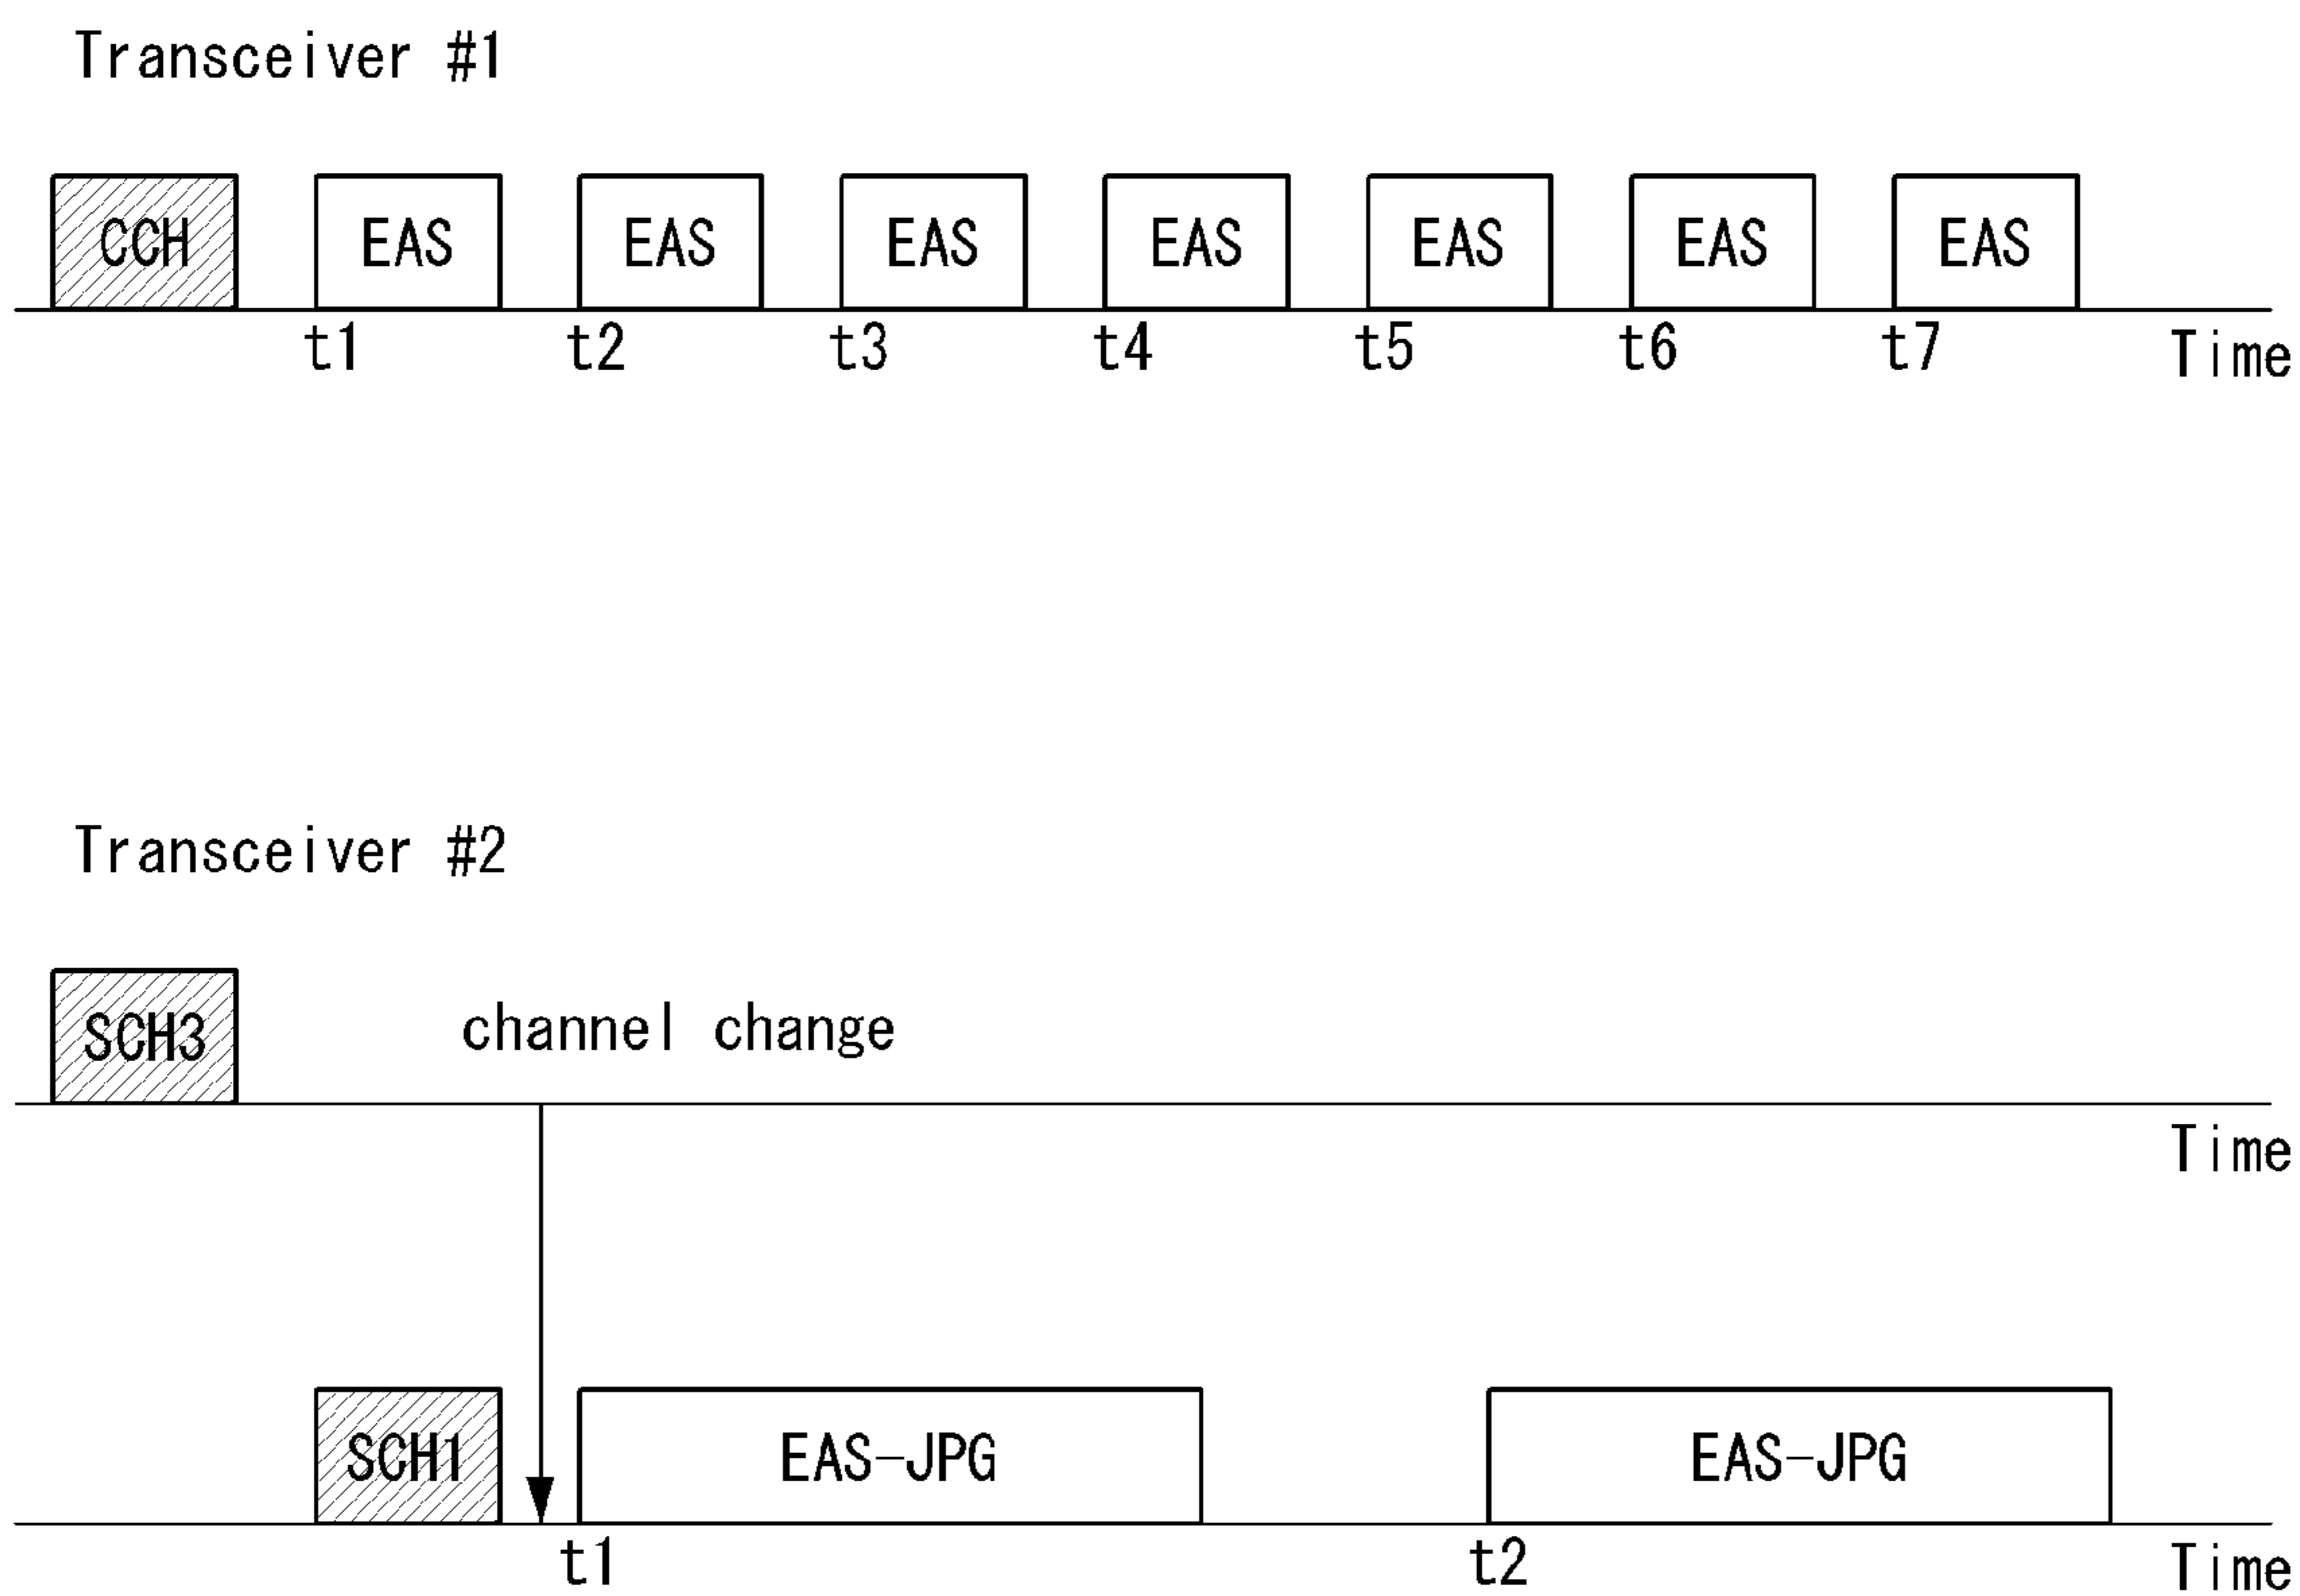 Transceiver #1
CCH EAS EAS EAS EAS EAS EAS EAS
t1 t2 t3 t4 t5 t6 t7 Time
Transceiver #2
SCH3 channel change
Time
SCH1 EAS-JPG EAS-JPG
t1 t2 Time